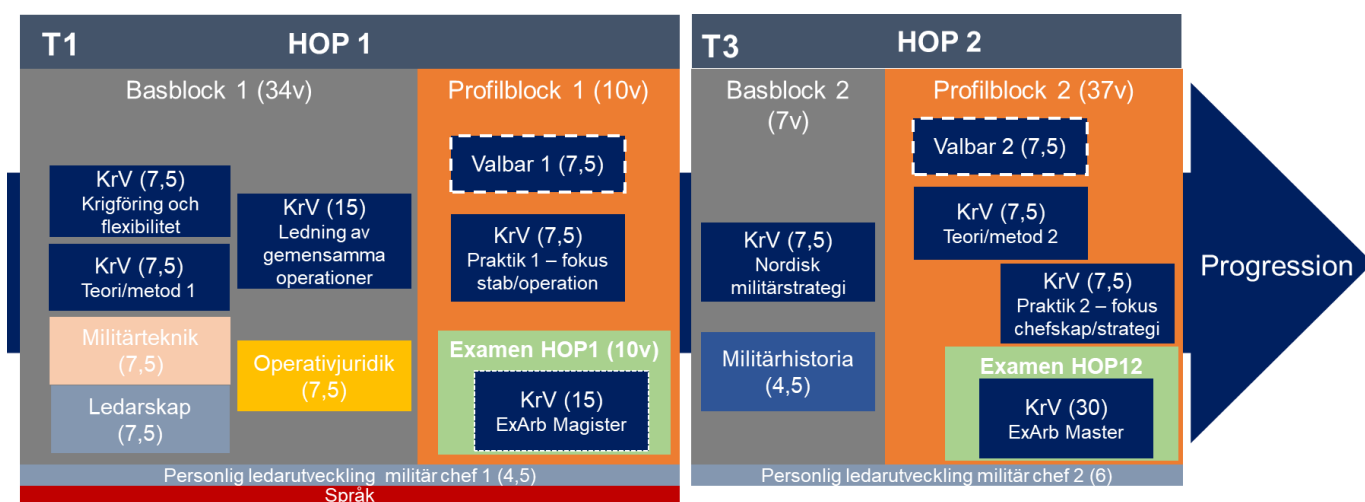 T1
HOP 1
Basblock 1 (34v)
KrV (7,5)
Krigföring och
flexibilitet
KrV (7,5)
Teori/metod 1
Militärteknik
(7,5)
Ledarskap
(7,5)
KrV (15)
Ledning av
gemensamma
operationer
Operativjuridik
(7,5)
Profilblock 1 (10v)
Valbar 1 (7,5)
KrV (7,5)
Praktik 1 – fokus
stab/operation
Examen HOP1 (10v)
KrV (15)
ExArb Magister
Personlig ledarutveckling militär chef 1 (4,5)
Språk
T3
HOP 2
Basblock 2
(7v)
KrV (7,5)
Nordisk
militärstrategi
Militärhistoria
(4,5)
Profilblock 2 (37v)
Valbar 2 (7,5)
KrV (7,5)
Teori/metod 2
KrV (7,5)
Praktik 2 – fokus
chefskap/strategi
Examen HOP12
KrV (30)
ExArb Master
Personlig ledarutveckling militär chef 2 (6)
Progression